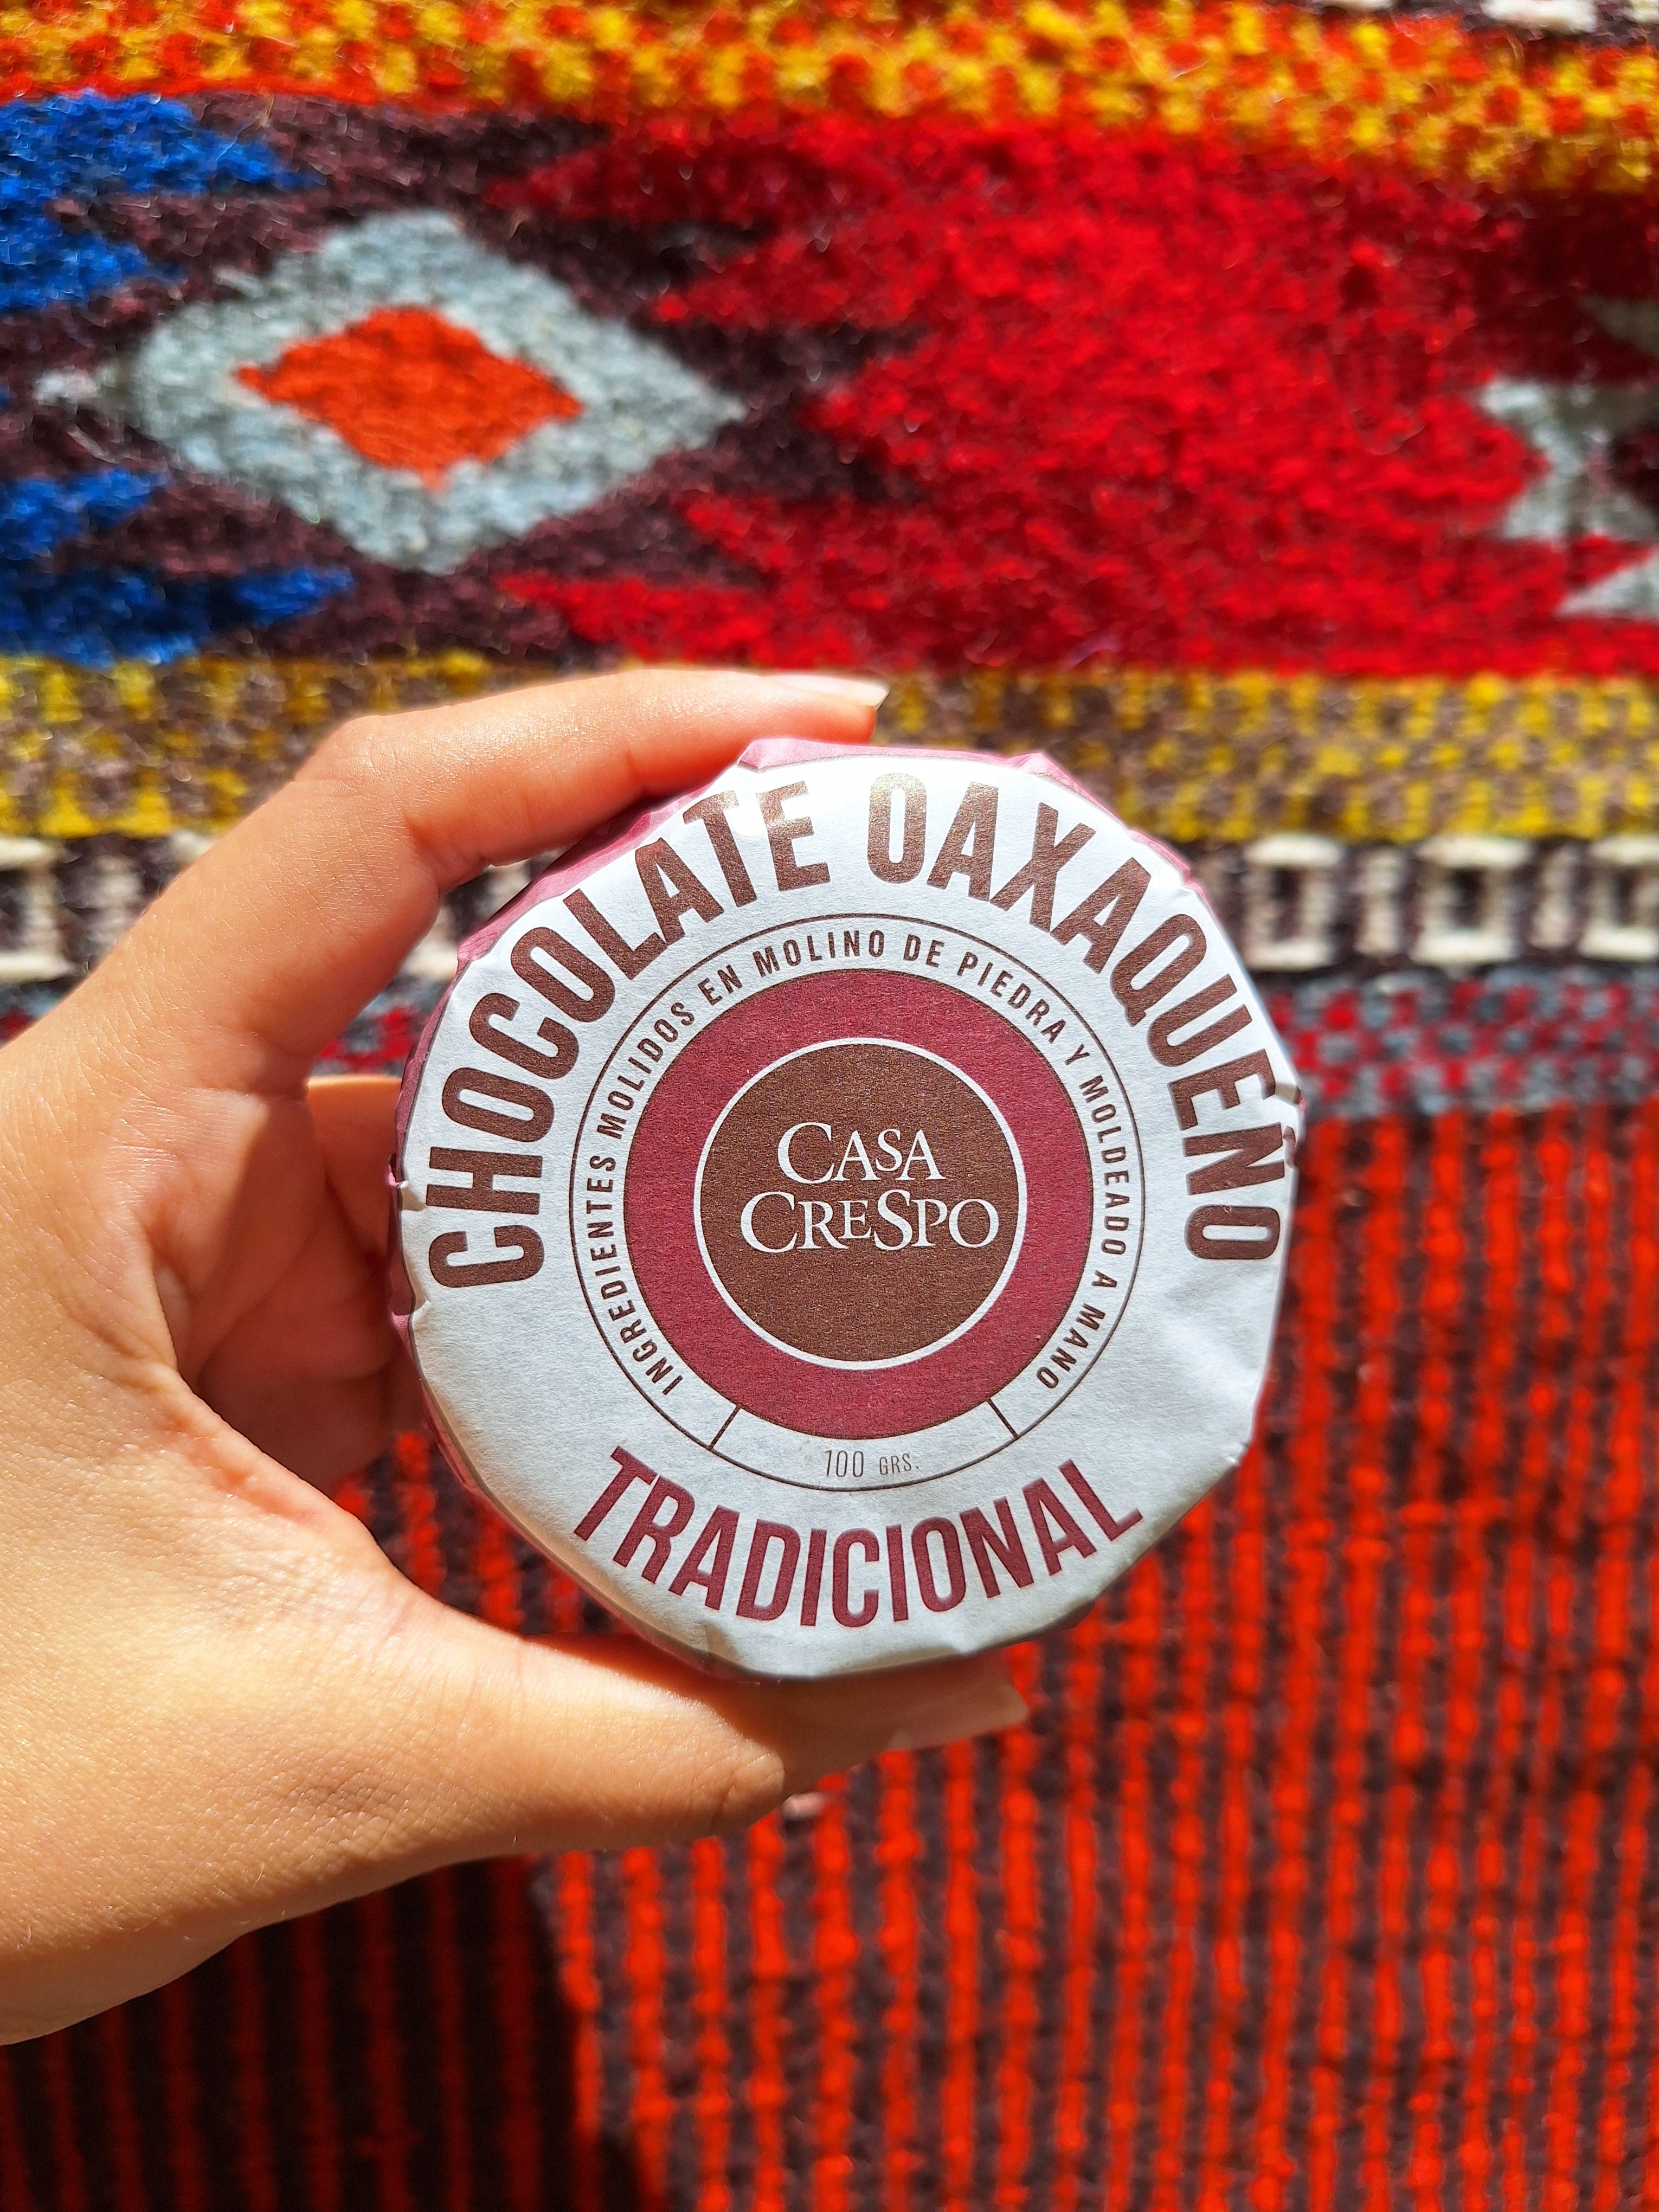 CHOCOLATE OAXAQUEÑO
INGREDIENTES MOLIDOS EN MOLINO DE PIEDRA Y MOLDEADO A MANO
CASA
CRESPO
100 GRS.
TRADICIONAL